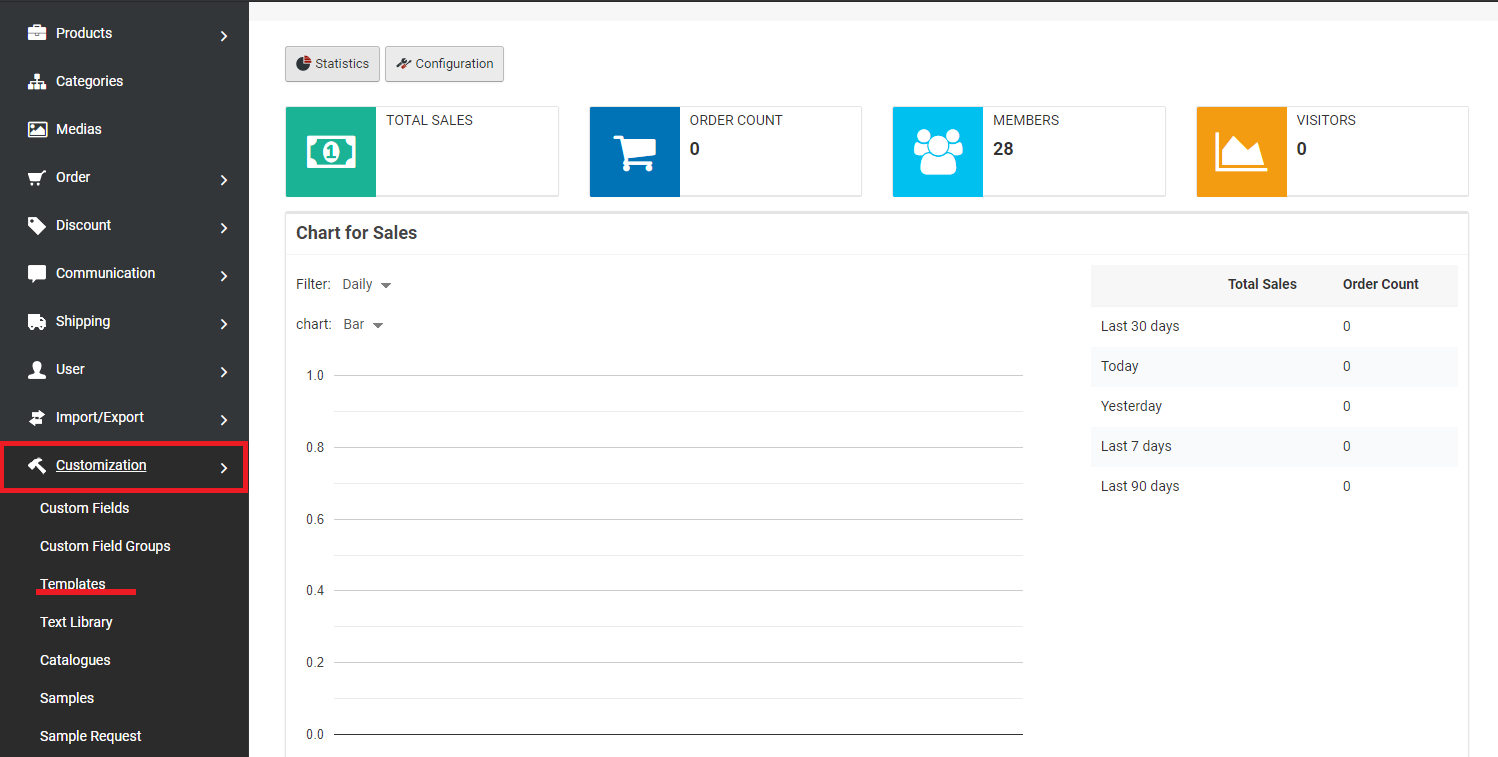 Products
Categories
Medias
Order
Discount
Communication
Shipping
User
Import/Export
Customization
Custom Fields
Custom Field Groups
Templates
Text Library
Catalogues
Samples
Sample Request
Statistics
Configuration
TOTAL SALES
1
ORDER COUNT
0
MEMBERS
28
VISITORS
0
Chart for Sales
Filter: Daily
chart: Bar
1.0
0.8
0.6
0.4
0.2
0.0
Total Sales Order Count
Last 30 days 0
Today 0
Yesterday 0
Last 7 days 0
Last 90 days 0